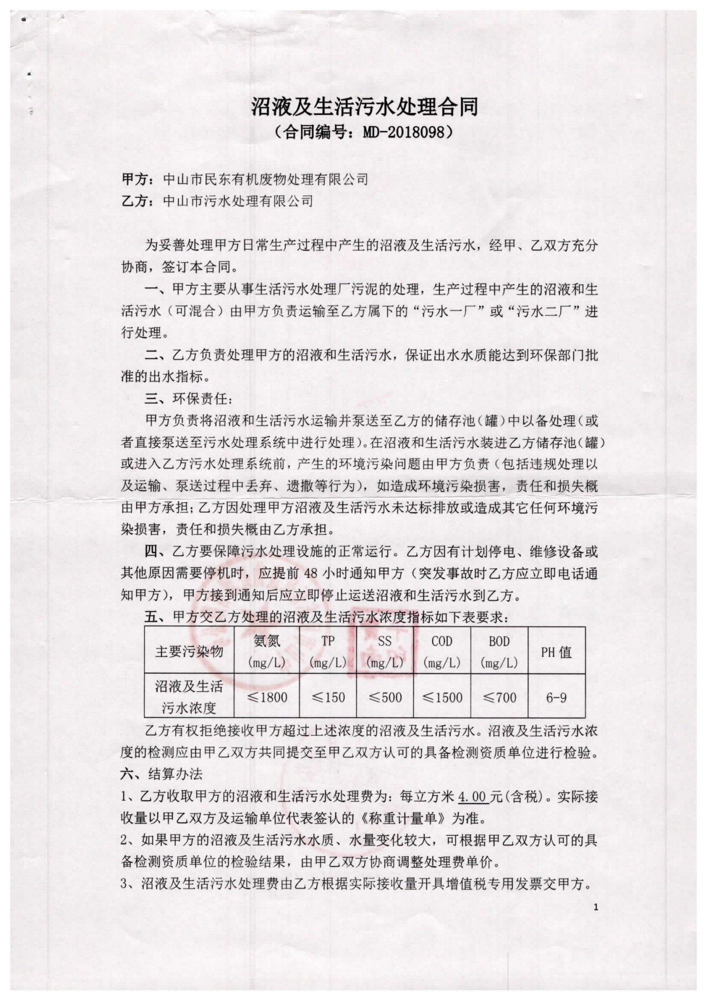 沼液及生活污水处理合同
（合同编号：MD-2018098）
甲方：中山市民东有机废物处理有限公司
乙方：中山市污水处理有限公司
为妥善处理甲方日常生产过程中产生的沼液及生活污水，经甲、乙双方充分
协商，签订本合同。
一、甲方主要从事生活污水处理厂污泥的处理，生产过程中产生的沼液和生
活污水（可混合）由甲方负责运输至乙方属下的“污水一厂”或“污水二厂”进
行处理。
二、乙方负责处理甲方的沼液和生活污水，保证出水水质能达到环保部门批
准的出水指标。
三、环保责任：
甲方负责将沼液和生活污水运输并泵送至乙方的储存池（罐）中以备处理（或
者直接泵送至污水处理系统中进行处理）。在沼液和生活污水装进乙方储存池（罐）
或进入乙方污水处理系统前，产生的环境污染问题由甲方负责（包括违规处理以
及运输、泵送过程中丢弃、遗撒等行为），如造成环境污染损害，责任和损失概
由甲方承担；乙方因处理甲方沼液及生活污水未达标排放或造成其它任何环境污
染损害，责任和损失概由乙方承担。
四、乙方要保障污水处理设施的正常运行。乙方因有计划停电、维修设备或
其他原因需要停机时，应提前 48 小时通知甲方（突发事故时乙方应立即电话通
知甲方），甲方接到通知后应立即停止运送沼液和生活污水到乙方。
五、甲方交乙方处理的沼液及生活污水浓度指标如下表要求：
主要污染物 氨氮 (mg/L) TP (mg/L) SS (mg/L) COD (mg/L) BOD (mg/L) PH 值
沼液及生活污水浓度 ≤1800 ≤150 ≤500 ≤1500 ≤700 6-9
乙方有权拒绝接收甲方超过上述浓度的沼液及生活污水。沼液及生活污水浓
度的检测应由甲乙双方共同提交至甲乙双方认可的具备检测资质单位进行检验。
六、结算办法
1、乙方收取甲方的沼液和生活污水处理费为：每立方米 4.00 元(含税)。实际接
收量以甲乙双方及运输单位代表签认的《称重计量单》为准。
2、如果甲方的沼液及生活污水水质、水量变化较大，可根据甲乙双方认可的具
备检测资质单位的检验结果，由甲乙双方协商调整处理费单价。
3、沼液及生活污水处理费由乙方根据实际接收量开具增值税专用发票交甲方。
1